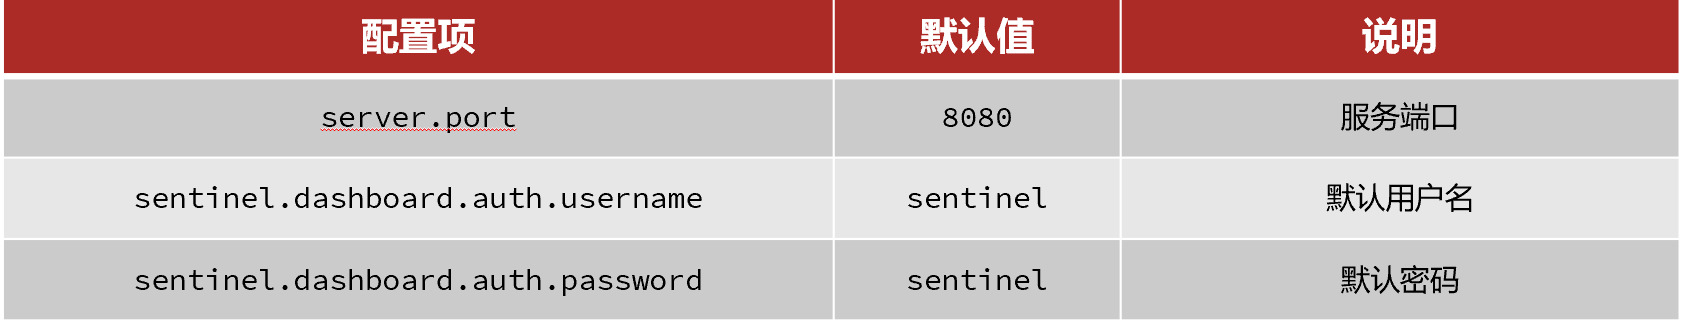 配置项 默认值 说明
server.port 8080 服务端口
sentinel.dashboard.auth.username sentinel 默认用户名
sentinel.dashboard.auth.password sentinel 默认密码